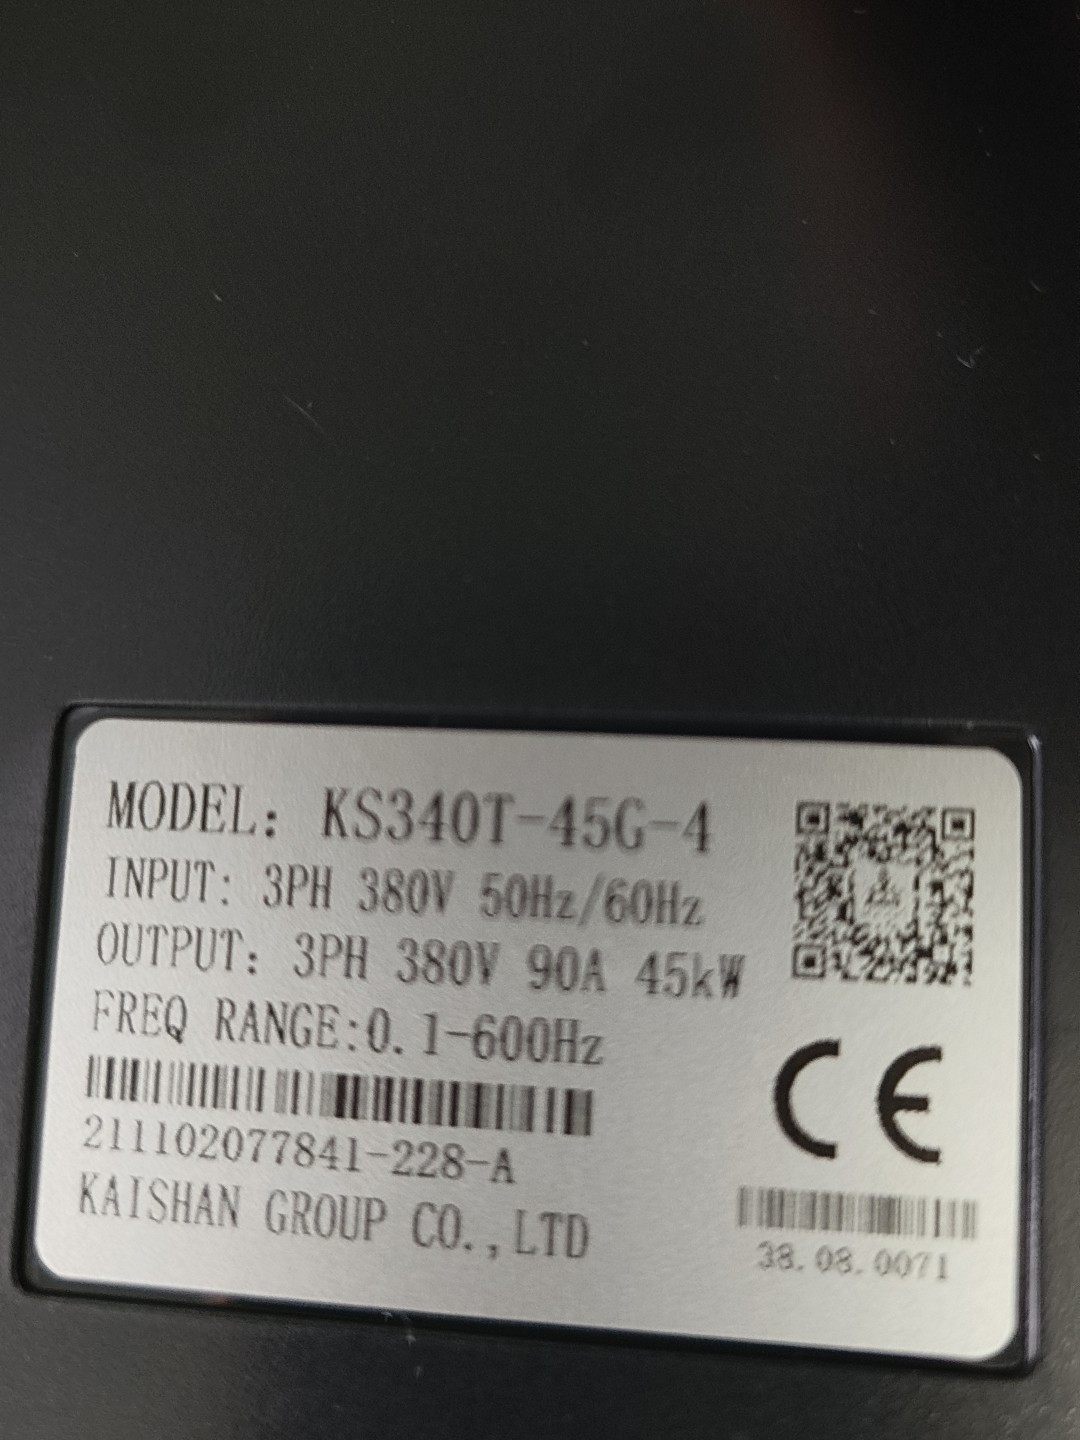 MODEL: KS340T-45G-4
INPUT: 3PH 380V 50Hz/60Hz
OUTPUT: 3PH 380V 90A 45kW
FREQ RANGE:0.1-600Hz
211102077841-228-A
KAISHAN GROUP CO.,LTD
CE
38.08.0071